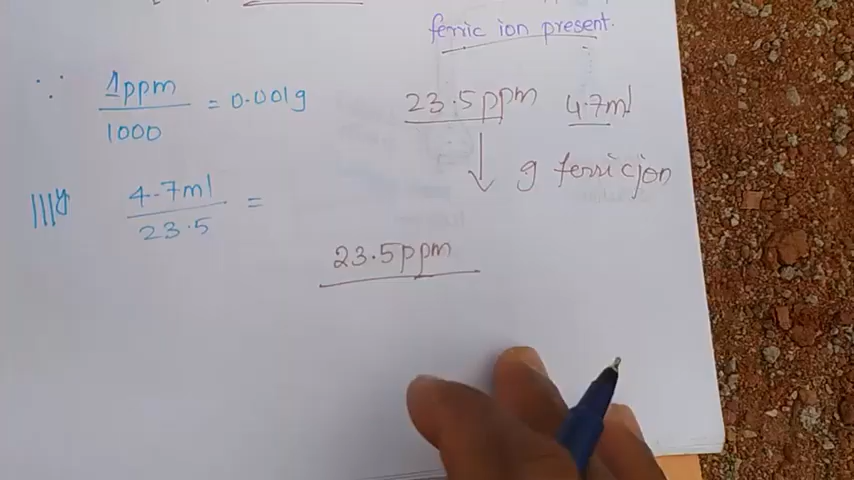 ferric ion present.
∵ 1ppm / 1000 = 0.001g
23.5ppm 4.7ml
g ferric ion
|||ly 4.7ml / 23.5 =
23.5ppm